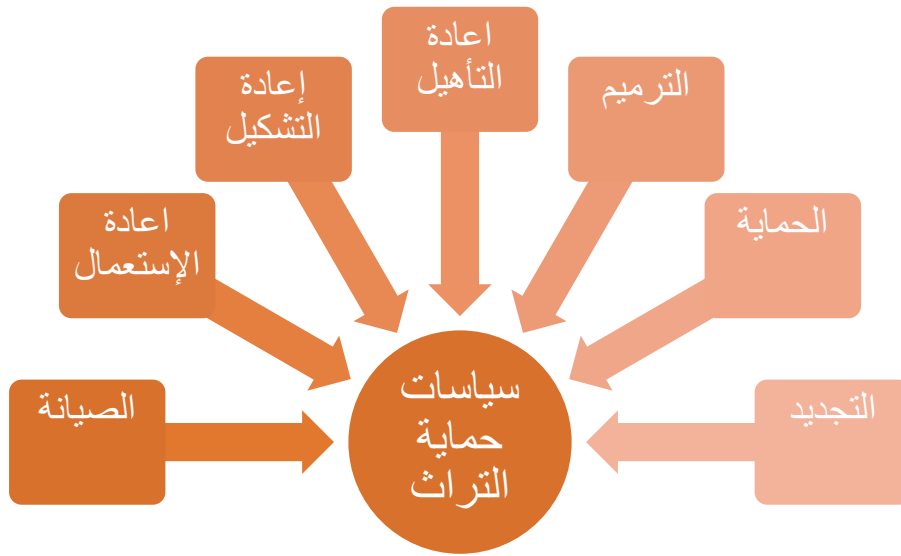 اعادة
التأهيل
الترميم
إعادة
التشكيل
الحماية
اعادة
الإستعمال
التجديد
الصيانة
سياسات
حماية
التراث